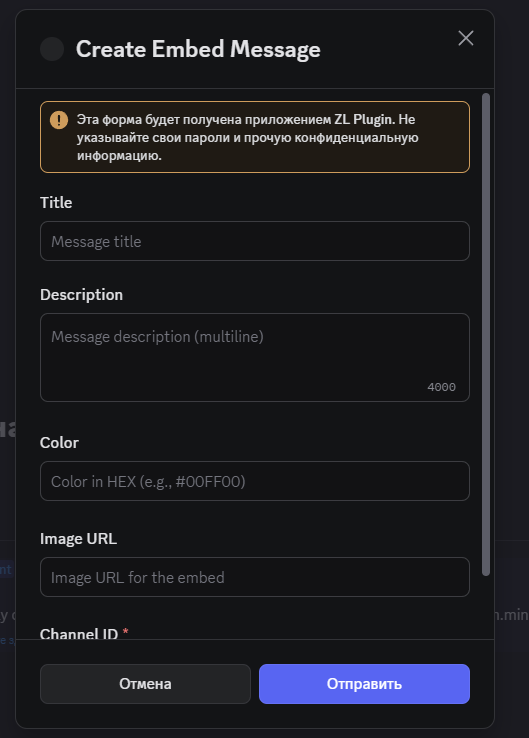 Create Embed Message
Эта форма будет получена приложением ZL Plugin. Не
указывайте свои пароли и прочую конфиденциальную
информацию.
Title
Message title
Description
Message description (multiline)
4000
Color
Color in HEX (e.g., #00FF00)
Image URL
Image URL for the embed
Channel ID *
Отмена
Отправить